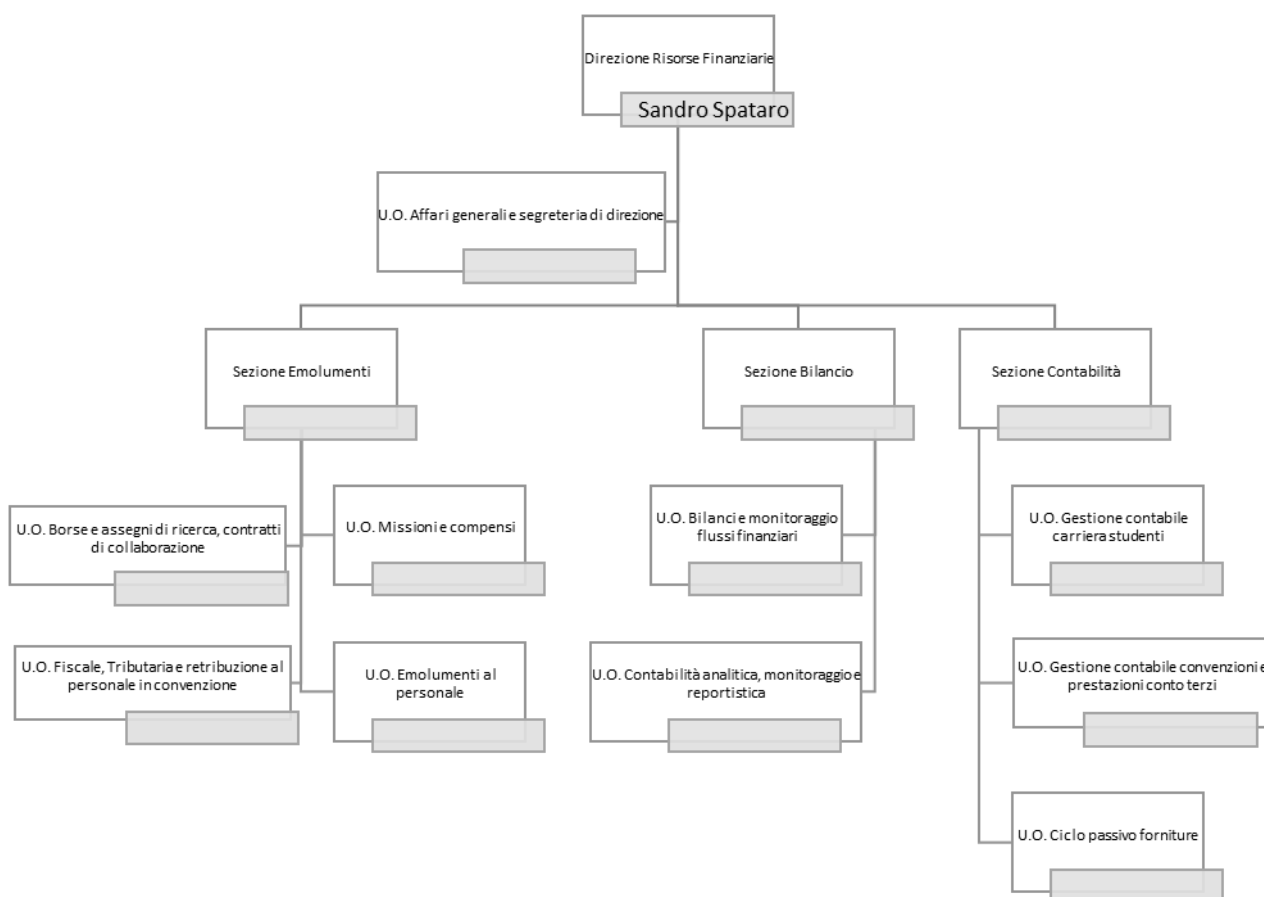 Direzione Risorse Finanziarie
Sandro Spataro
U.O. Affari generali e segreteria di direzione
Sezione Emolumenti
Sezione Bilancio
Sezione Contabilità
U.O. Borse e assegni di ricerca, contratti
di collaborazione
U.O. Missioni e compensi
U.O. Bilanci e monitoraggio
flussi finanziari
U.O. Gestione contabile
carriera studenti
U.O. Fiscale, Tributaria e retribuzione al
personale in convenzione
U.O. Emolumenti al
personale
U.O. Contabilità analitica, monitoraggio e
reportistica
U.O. Gestione contabile convenzioni e
prestazioni conto terzi
U.O. Ciclo passivo forniture